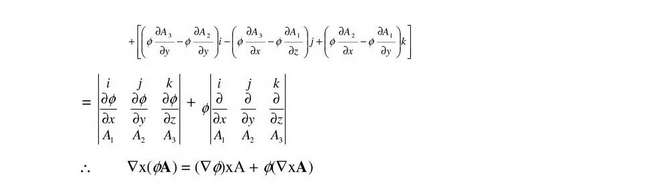 +[(φ ∂A₃/∂y − φ ∂A₂/∂y)i − (φ ∂A₃/∂x − φ ∂A₁/∂z)j + (φ ∂A₂/∂x − φ ∂A₁/∂y)k]
= |i j k; ∂φ/∂x ∂φ/∂y ∂φ/∂z; A₁ A₂ A₃| + φ|i j k; ∂/∂x ∂/∂y ∂/∂z; A₁ A₂ A₃|
∴ ∇x(φA) = (∇φ)xA + φ(∇xA)